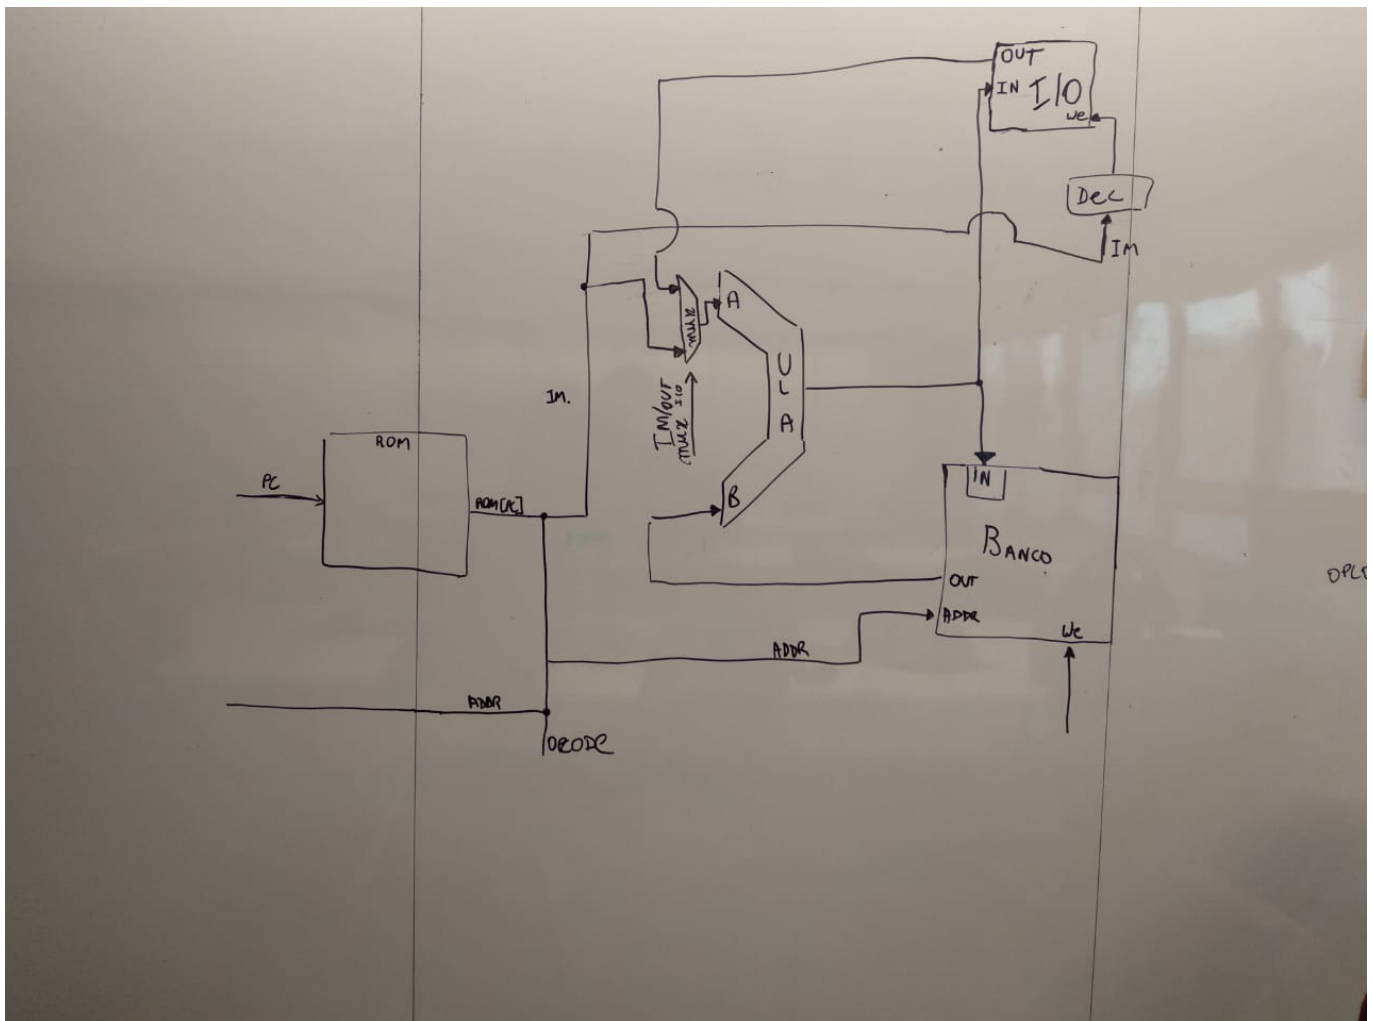 OUT
IN I/O
we
Dec
IM
A
mux
U
L
A
IM.
IM/OUT
mux I/O
ROM
PC
ROM[PC]
B
IN
BANCO
OUT
ADDR
ADDR
We
ADDR